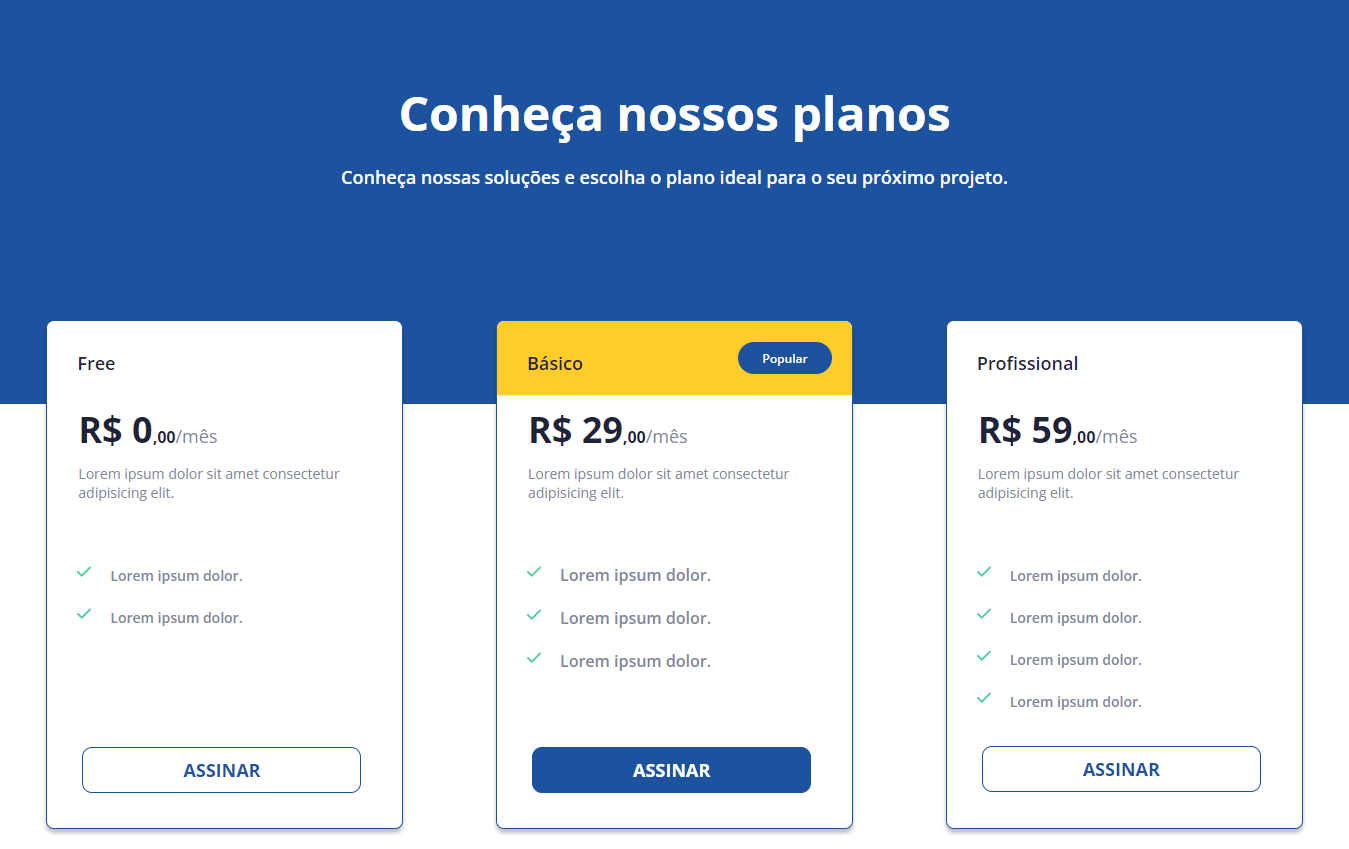 Conheça nossos planos
Conheça nossas soluções e escolha o plano ideal para o seu próximo projeto.
Free
R$ 0,00/mês
Lorem ipsum dolor sit amet consectetur
adipisicing elit.
Lorem ipsum dolor.
Lorem ipsum dolor.
ASSINAR
Básico
Popular
R$ 29,00/mês
Lorem ipsum dolor sit amet consectetur
adipisicing elit.
Lorem ipsum dolor.
Lorem ipsum dolor.
Lorem ipsum dolor.
ASSINAR
Profissional
R$ 59,00/mês
Lorem ipsum dolor sit amet consectetur
adipisicing elit.
Lorem ipsum dolor.
Lorem ipsum dolor.
Lorem ipsum dolor.
Lorem ipsum dolor.
ASSINAR